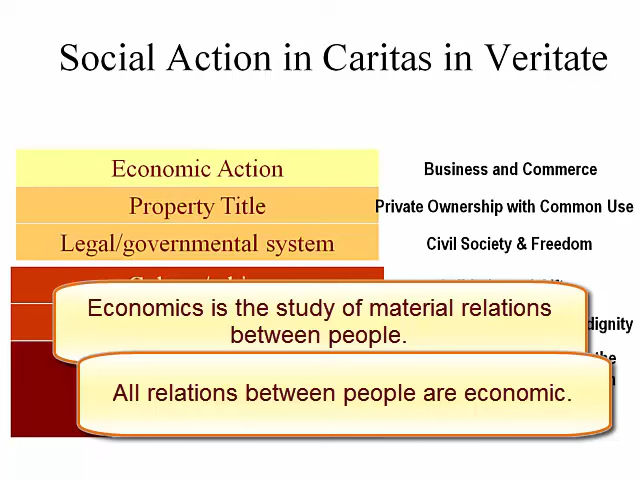 Social Action in Caritas in Veritate
Economic Action
Business and Commerce
Property Title
Private Ownership with Common Use
Legal/governmental system
Civil Society & Freedom
dignity
the
Economics is the study of material relations
between people.
All relations between people are economic.